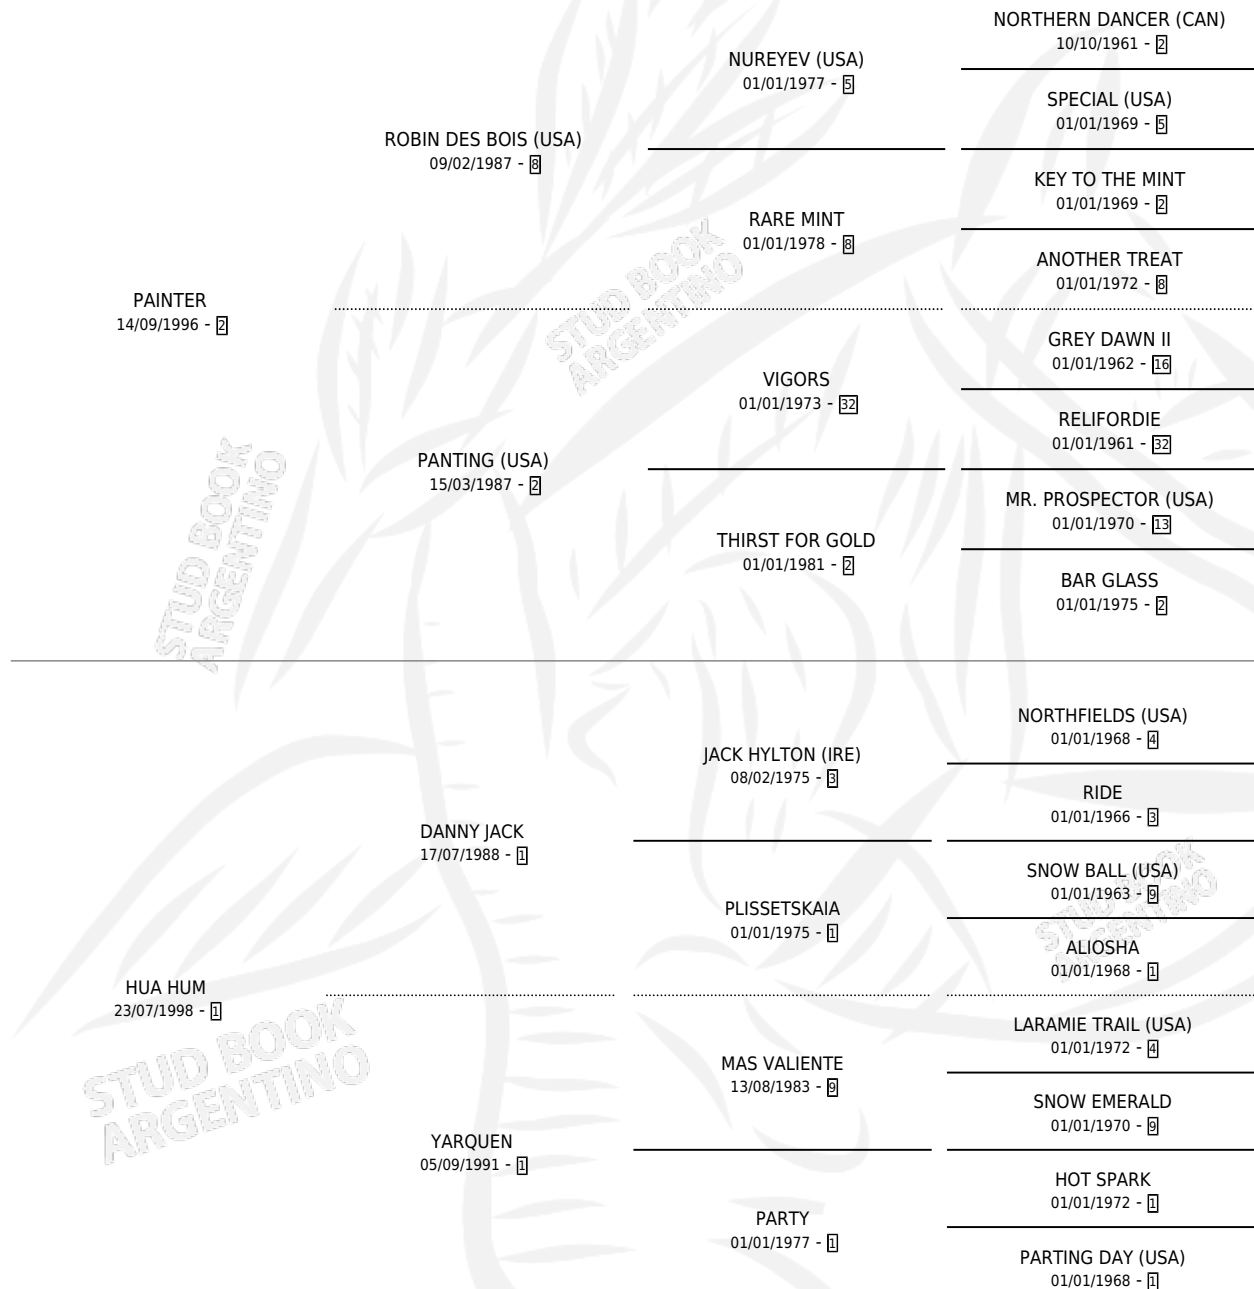 NORTHERN DANCER (CAN)
10/10/1961 - 2
NUREYEV (USA)
01/01/1977 - 5
SPECIAL (USA)
01/01/1969 - 5
ROBIN DES BOIS (USA)
09/02/1987 - 8
KEY TO THE MINT
01/01/1969 - 2
RARE MINT
01/01/1978 - 8
ANOTHER TREAT
01/01/1972 - 8
PAINTER
14/09/1996 - 2
GREY DAWN II
01/01/1962 - 16
VIGORS
01/01/1973 - 32
RELIFORDIE
01/01/1961 - 32
PANTING (USA)
15/03/1987 - 2
MR. PROSPECTOR (USA)
01/01/1970 - 13
THIRST FOR GOLD
01/01/1981 - 2
BAR GLASS
01/01/1975 - 2
NORTHFIELDS (USA)
01/01/1968 - 4
JACK HYLTON (IRE)
08/02/1975 - 3
RIDE
01/01/1966 - 3
DANNY JACK
17/07/1988 - 1
SNOW BALL (USA)
01/01/1963 - 9
PLISSETSKAIA
01/01/1975 - 1
ALIOSHA
01/01/1968 - 1
HUA HUM
23/07/1998 - 1
LARAMIE TRAIL (USA)
01/01/1972 - 4
MAS VALIENTE
13/08/1983 - 9
SNOW EMERALD
01/01/1970 - 9
YARQUEN
05/09/1991 - 1
HOT SPARK
01/01/1972 - 1
PARTY
01/01/1977 - 1
PARTING DAY (USA)
01/01/1968 - 1
STUD BOOK
ARGENTINO
STUD BOOK
ARGENTINO
STUD BOOK
ARGENTINO
STUD BOOK
ARGENTINO